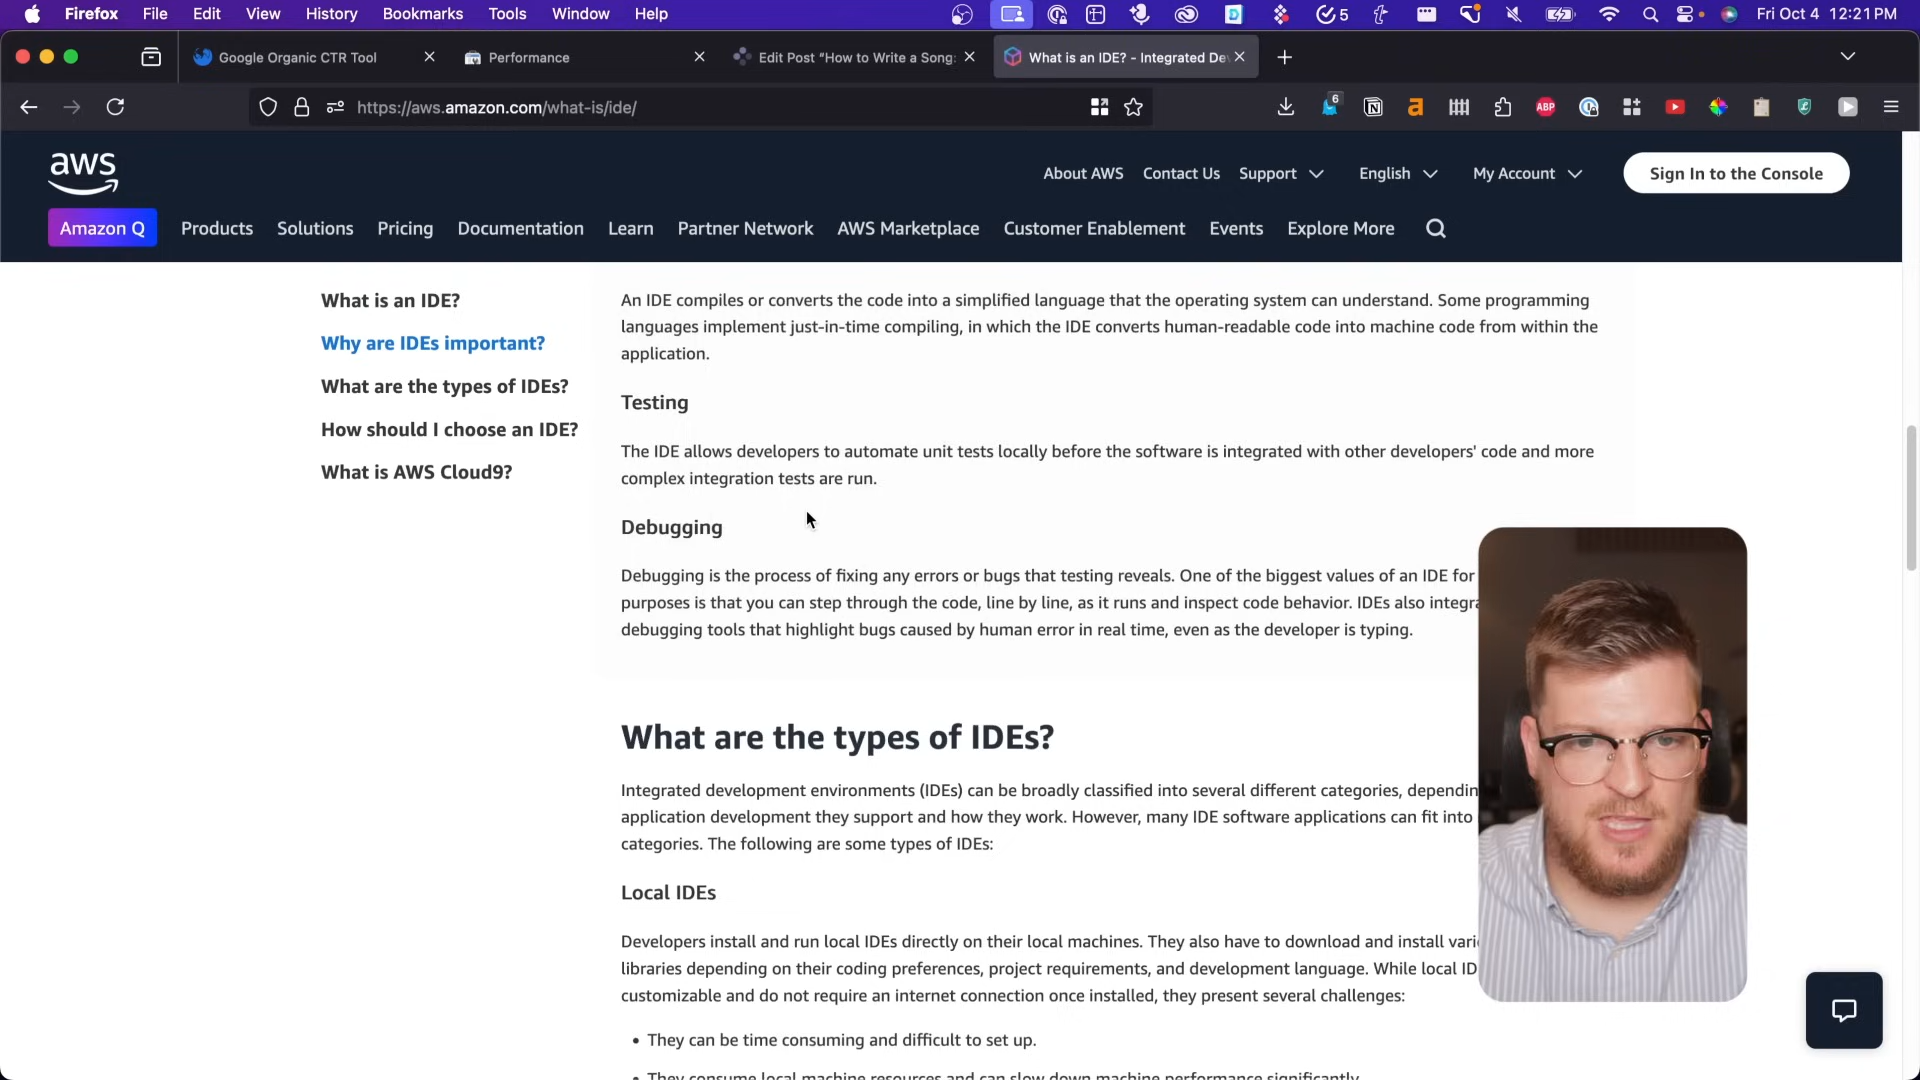 Firefox File Edit View History Bookmarks Tools Window Help 5 Fri Oct 4 12:21 PM
Google Organic CTR Tool Performance Edit Post “How to Write a Song: What is an IDE? - Integrated De
https://aws.amazon.com/what-is/ide/ 6 ABP
aws
About AWS Contact Us Support English My Account Sign In to the Console
Amazon Q Products Solutions Pricing Documentation Learn Partner Network AWS Marketplace Customer Enablement Events Explore More
What is an IDE?
Why are IDEs important?
What are the types of IDEs?
How should I choose an IDE?
What is AWS Cloud9?
An IDE compiles or converts the code into a simplified language that the operating system can understand. Some programming
languages implement just-in-time compiling, in which the IDE converts human-readable code into machine code from within the
application.
Testing
The IDE allows developers to automate unit tests locally before the software is integrated with other developers' code and more
complex integration tests are run.
Debugging
Debugging is the process of fixing any errors or bugs that testing reveals. One of the biggest values of an IDE for
purposes is that you can step through the code, line by line, as it runs and inspect code behavior. IDEs also integra
debugging tools that highlight bugs caused by human error in real time, even as the developer is typing.
What are the types of IDEs?
Integrated development environments (IDEs) can be broadly classified into several different categories, dependin
application development they support and how they work. However, many IDE software applications can fit into
categories. The following are some types of IDEs:
Local IDEs
Developers install and run local IDEs directly on their local machines. They also have to download and install vari
libraries depending on their coding preferences, project requirements, and development language. While local ID
customizable and do not require an internet connection once installed, they present several challenges:
• They can be time consuming and difficult to set up.
• They consume local machine resources and can slow down machine performance significantly